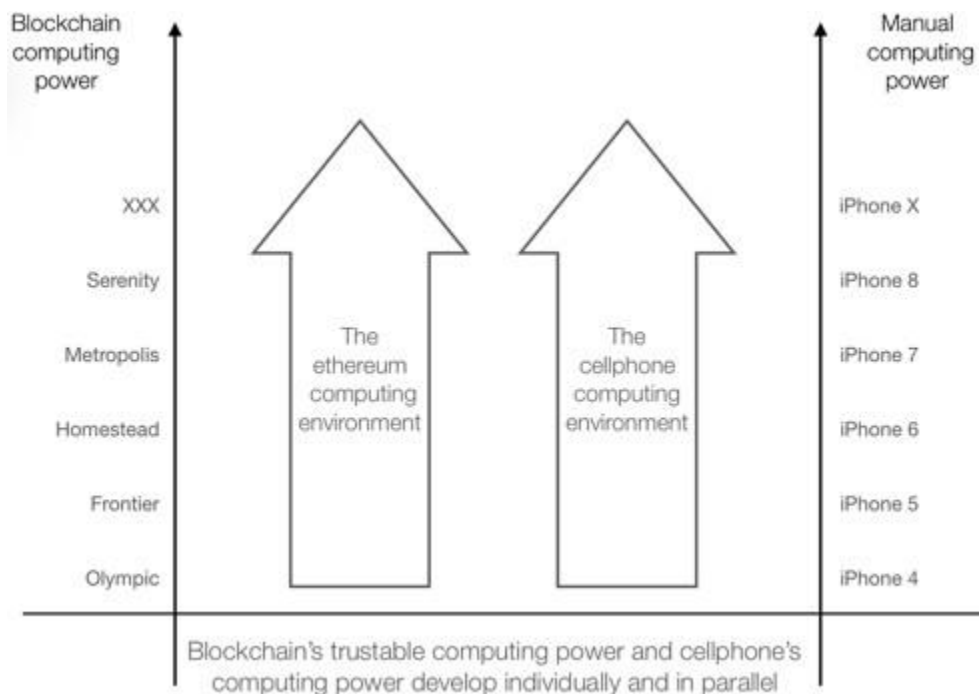 Blockchain
computing
power
Manual
computing
power
XXX
Serenity
Metropolis
Homestead
Frontier
Olympic
The
ethereum
computing
environment
The
cellphone
computing
environment
iPhone X
iPhone 8
iPhone 7
iPhone 6
iPhone 5
iPhone 4
Blockchain's trustable computing power and cellphone's
computing power develop individually and in parallel